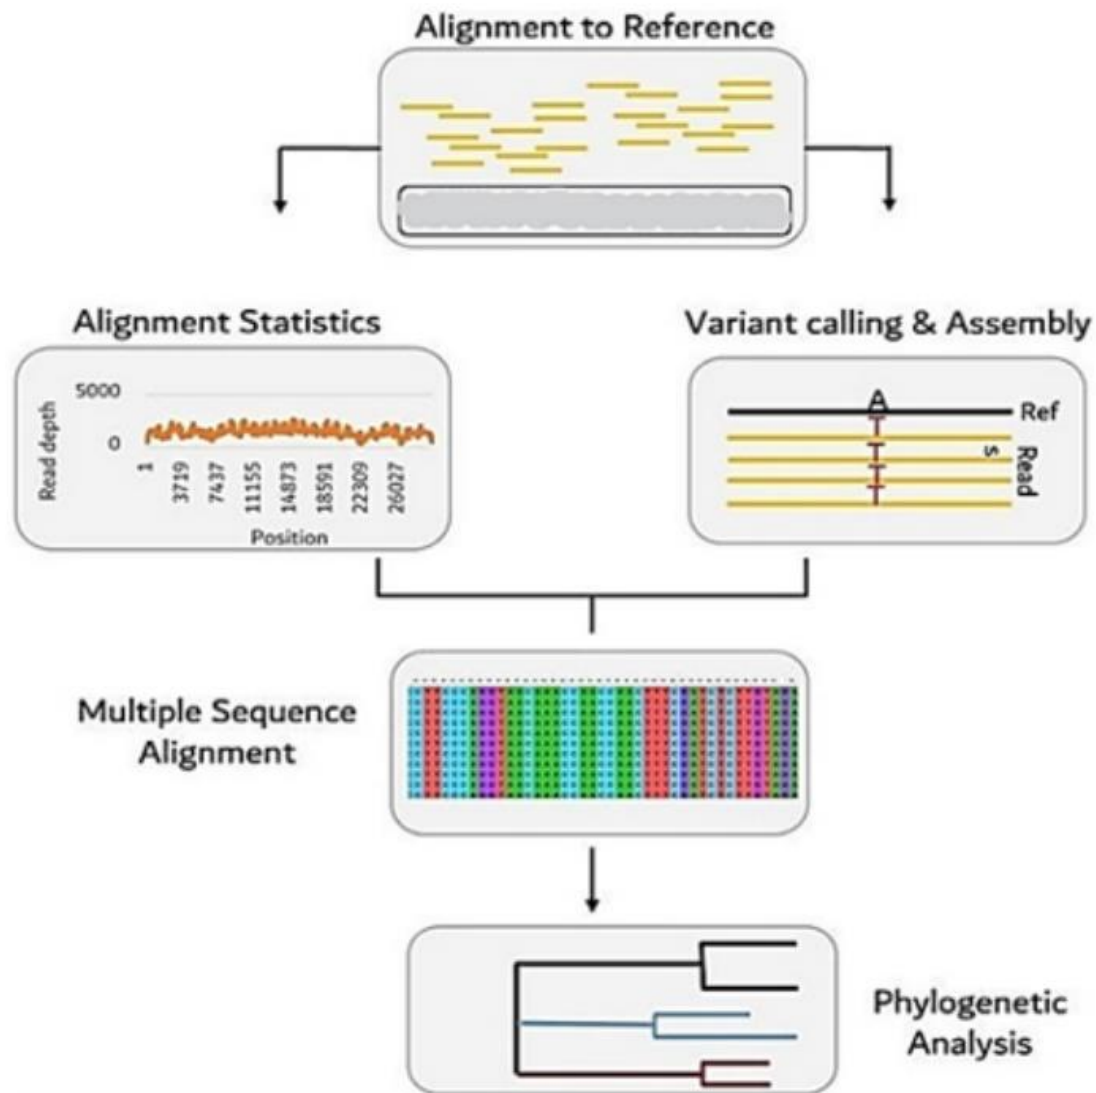 Alignment to Reference
Alignment Statistics
5000
0
Read depth
1
3719
7437
11155
14873
18591
22309
26027
Position
Variant calling & Assembly
A
Ref
T
T
T
T
Read
s
Multiple Sequence
Alignment
Phylogenetic
Analysis